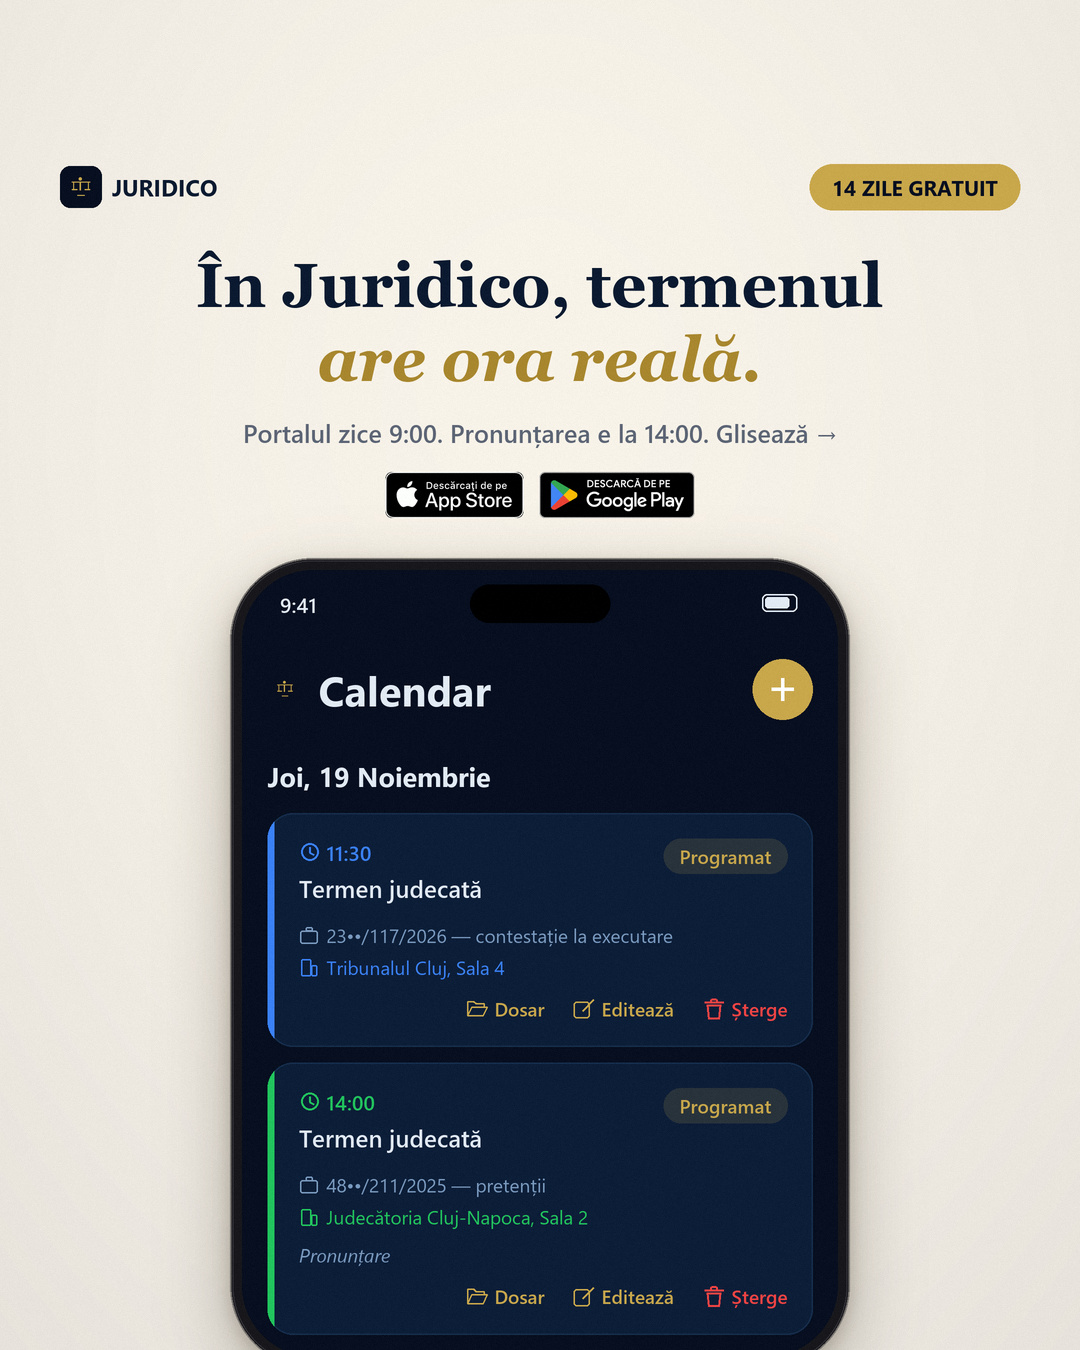 JURIDICO
14 ZILE GRATUIT
În Juridico, termenul
are ora reală.
Portalul zice 9:00. Pronunțarea e la 14:00. Glisează →
Descărcați de pe
App Store
DESCARCĂ DE PE
Google Play
9:41
Calendar
Joi, 19 Noiembrie
11:30
Programat
Termen judecată
23••/117/2026 — contestație la executare
Tribunalul Cluj, Sala 4
Dosar Editează Șterge
14:00
Programat
Termen judecată
48••/211/2025 — pretenții
Judecătoria Cluj-Napoca, Sala 2
Pronunțare
Dosar Editează Șterge